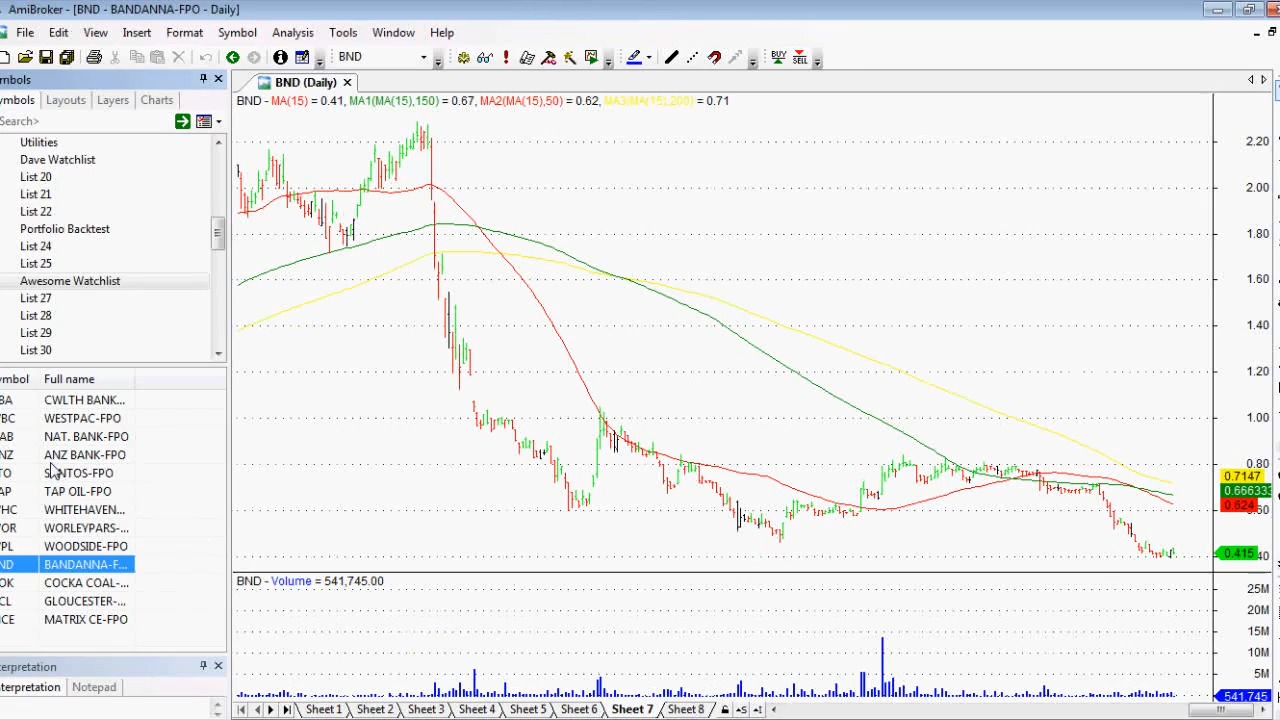 AmiBroker - [BND - BANDANNA-FPO - Daily]
File Edit View Insert Format Symbol Analysis Tools Window Help
BND
BUY SELL
ymbols
BND (Daily)
ymbols Layouts Layers Charts
Search>
BND - MA(15) = 0.41, MA1(MA(15),150) = 0.67, MA2(MA(15),50) = 0.62, MA3(MA(15),200) = 0.71
Utilities
Dave Watchlist
List 20
List 21
List 22
Portfolio Backtest
List 24
List 25
Awesome Watchlist
List 27
List 28
List 29
List 30
ymbol Full name
BA CWLTH BANK...
BC WESTPAC-FPO
AB NAT. BANK-FPO
NZ ANZ BANK-FPO
TO
AP TAP OIL-FPO
HC WHITEHAVEN...
OR WORLEYPARS-...
PL WOODSIDE-FPO
ND BANDANNA-F...
OK COCKA COAL-...
CL GLOUCESTER-...
CE MATRIX CE-FPO
2.20
2.00
1.80
1.60
1.40
1.20
1.00
0.80
0.7147
0.666333
0.624
0.60
0.415
BND - Volume = 541,745.00
25M
20M
15M
10M
5M
541,745
terpretation
terpretation Notepad
Sheet 1 Sheet 2 Sheet 3 Sheet 4 Sheet 5 Sheet 6 Sheet 7 Sheet 8